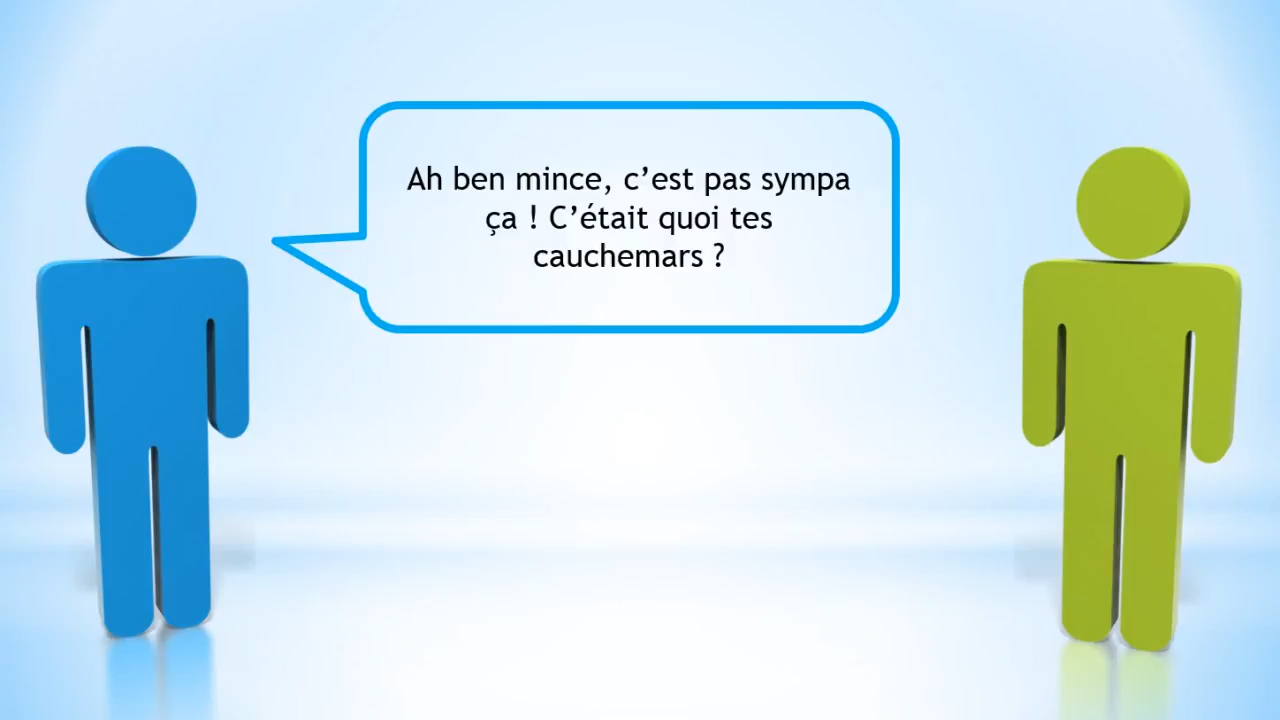 Ah ben mince, c’est pas sympa
ça ! C’était quoi tes
cauchemars ?